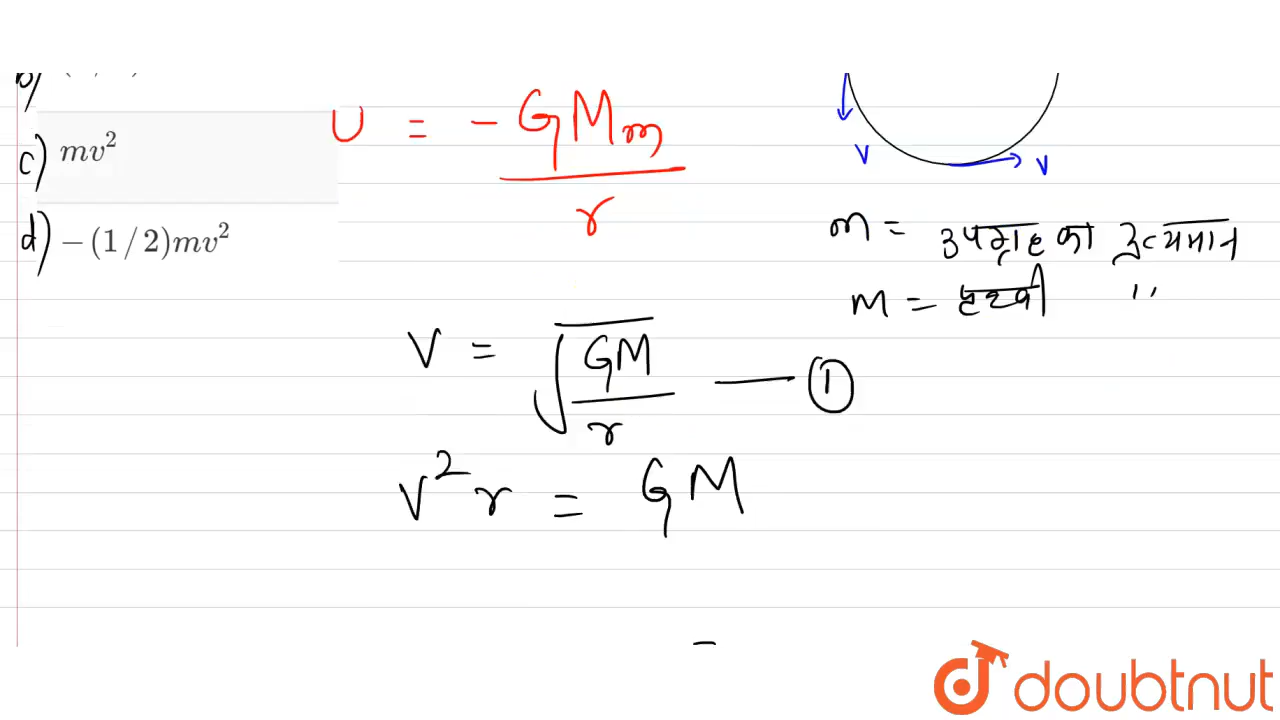 b)
c) mv²
d) −(1/2)mv²
U = − GMm
r
V
V
m = उपग्रह का द्रव्यमान
M = पृथ्वी ,,
V = √GM/r — ①
V²r = GM
=
doubtnut